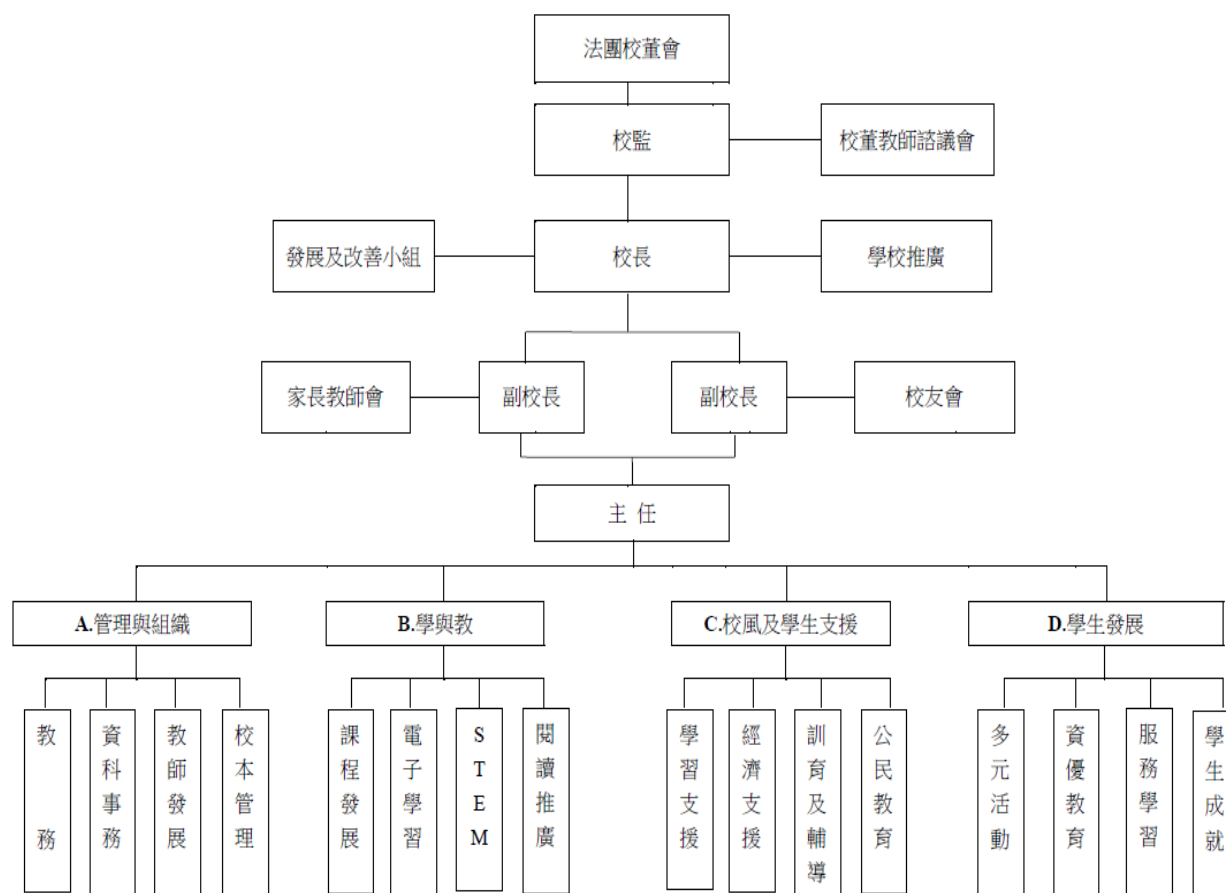 法團校董會
校監
校董教師諮議會
發展及改善小組
校長
學校推廣
家長教師會
副校長
副校長
校友會
主 任
A.管理與組織
B.學與教
C.校風及學生支援
D.學生發展
教務
資科事務
教師發展
校本管理
課程發展
電子學習
STEM
閱讀推廣
學習支援
經濟支援
訓育及輔導
公民教育
多元活動
資優教育
服務學習
學生成就